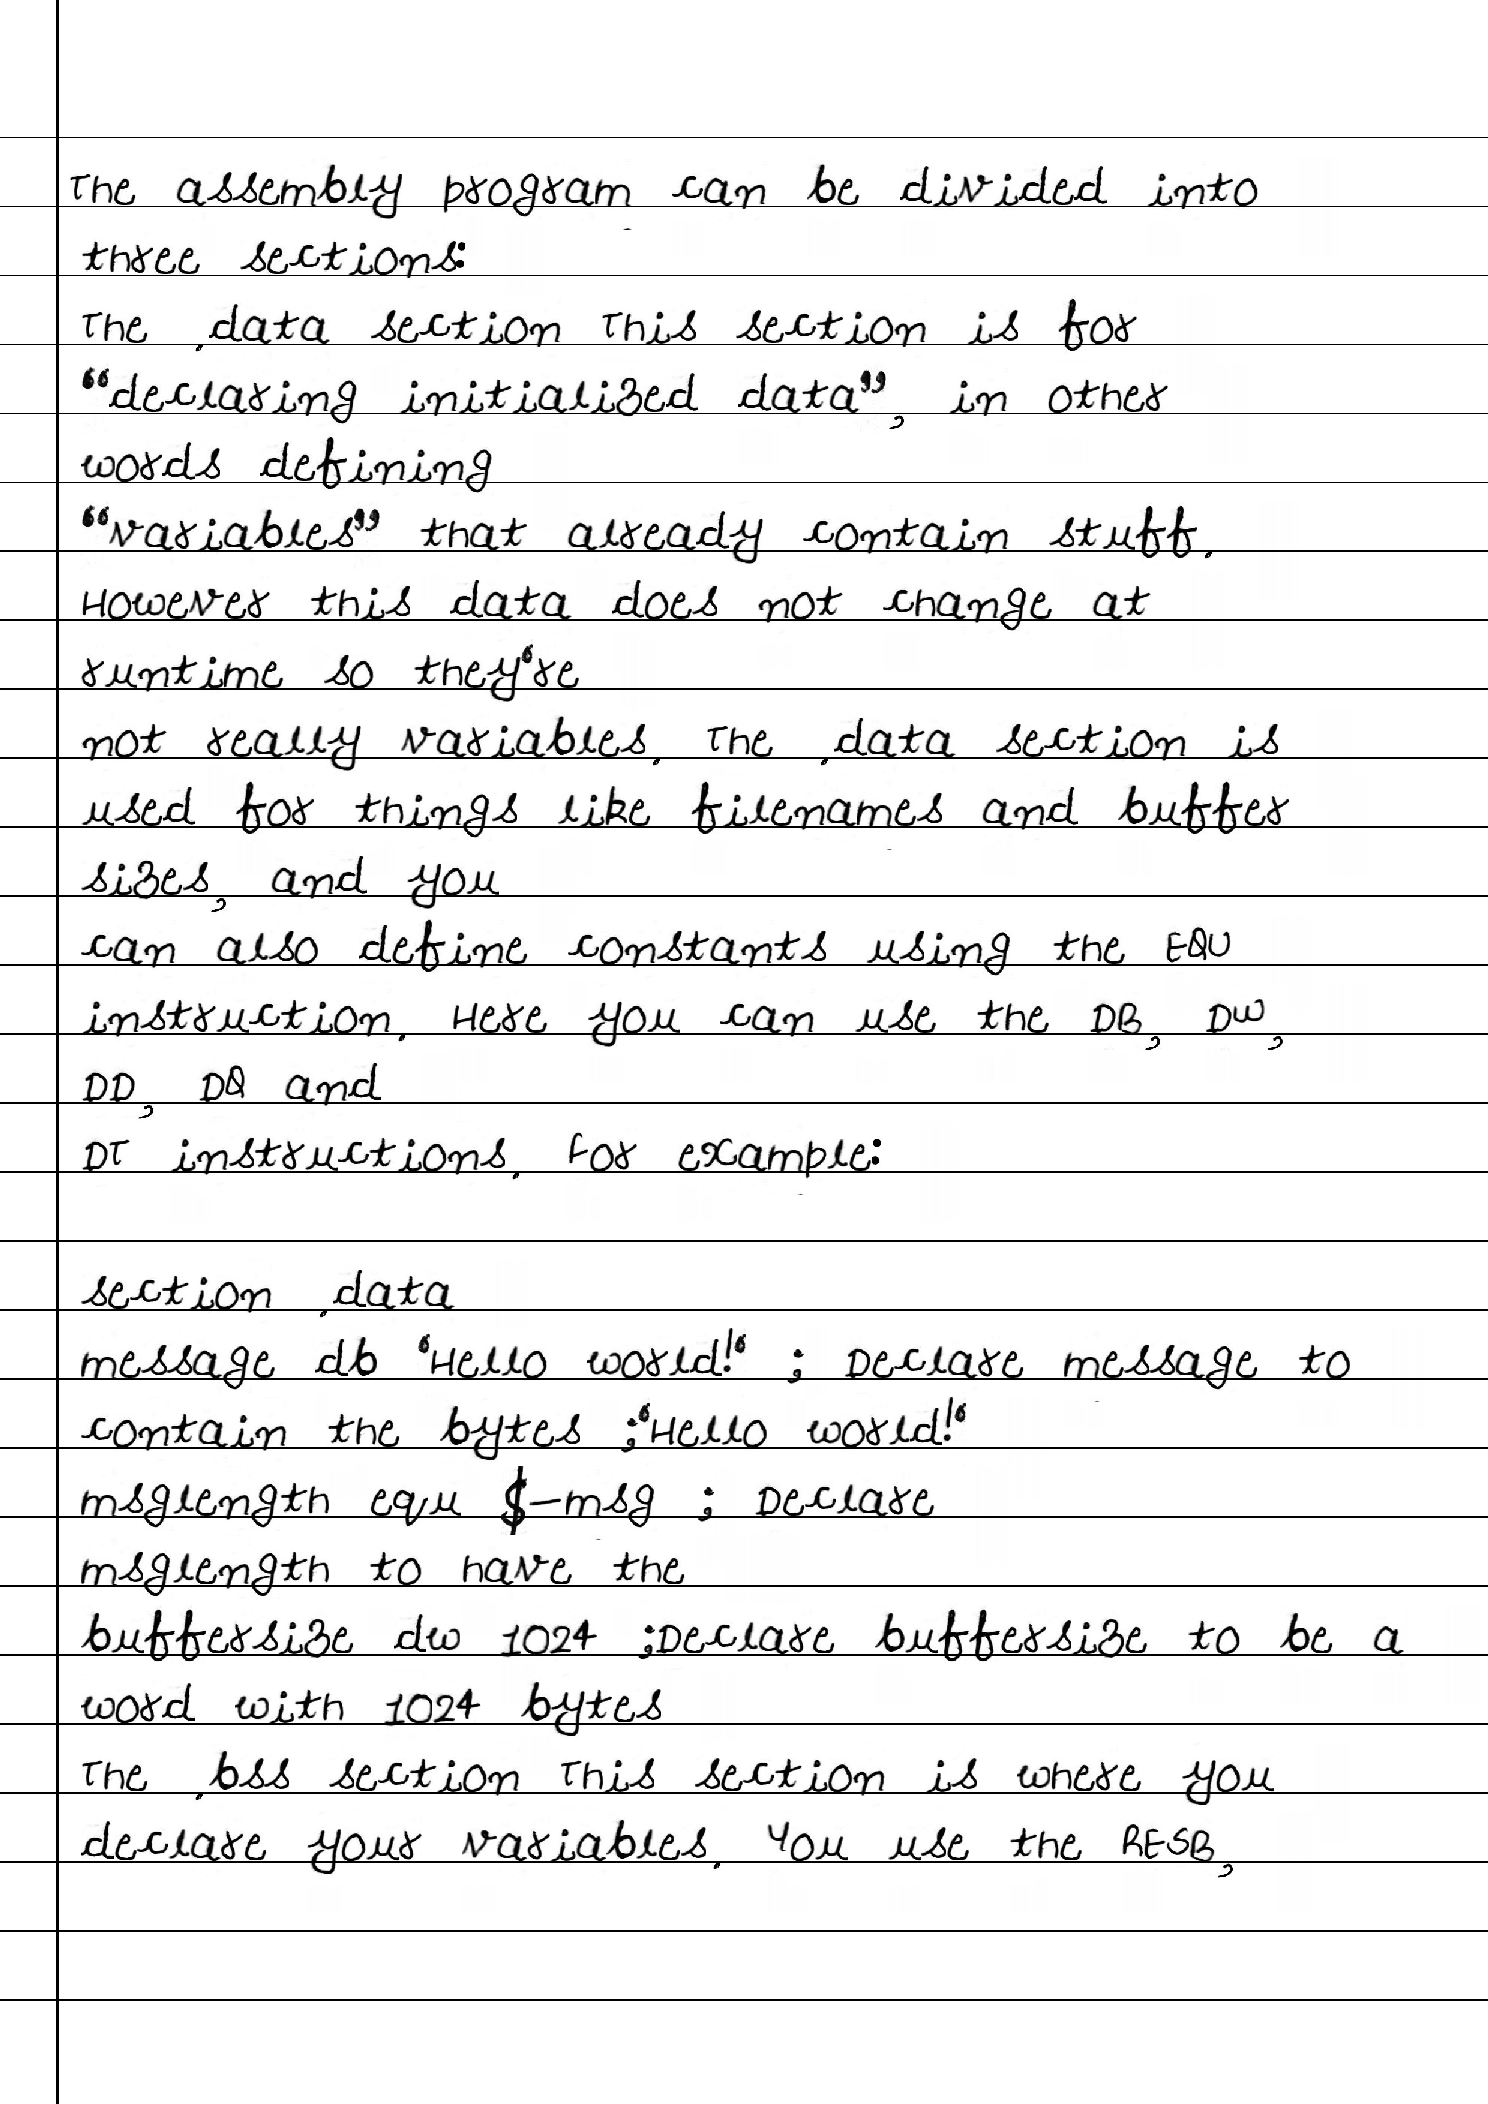 The assembly program can be divided into
three sections:
The .data section This section is for
“declaring initialized data”, in other
words defining
“variables” that already contain stuff.
However this data does not change at
runtime so they‘re
not really variables. The .data section is
used for things like filenames and buffer
sizes, and you
can also define constants using the EQU
instruction. Here you can use the DB, DW,
DD, DQ and
DT instructions. For example:
section .data
message db ‘Hello world!‘ ; Declare message to
contain the bytes ;‘Hello world!‘
msglength equ $-msg ; Declare
msglength to have the
buffersize dw 1024 ;Declare buffersize to be a
word with 1024 bytes
The .bss section This section is where you
declare your variables. You use the RESB,